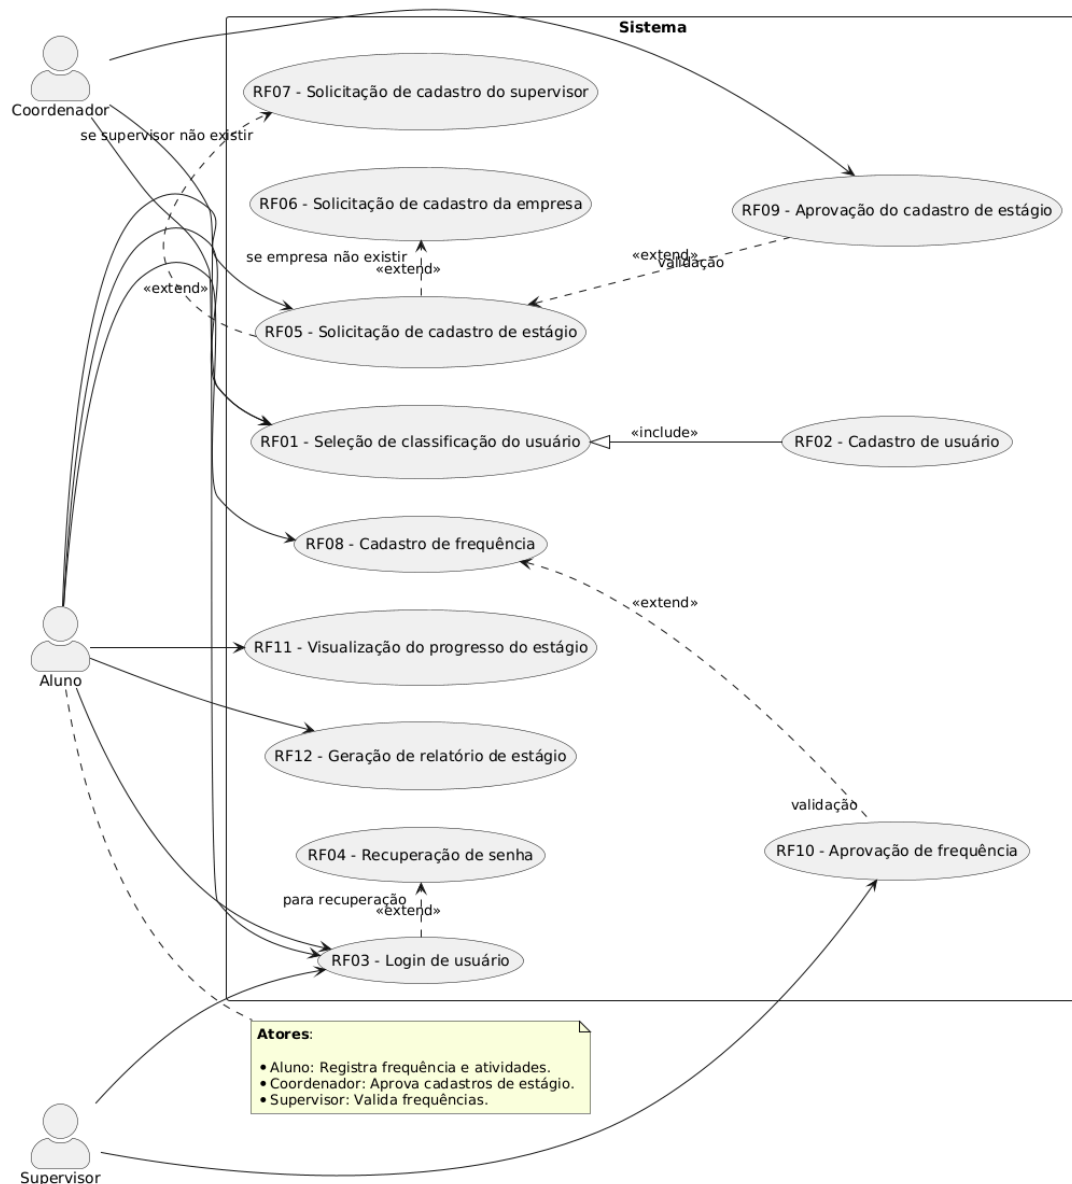 Sistema
Coordenador
RF07 - Solicitação de cadastro do supervisor
se supervisor não existir
RF06 - Solicitação de cadastro da empresa
RF09 - Aprovação do cadastro de estágio
se empresa não existir
«extend»
«extend»
validação
«extend»
RF05 - Solicitação de cadastro de estágio
RF01 - Seleção de classificação do usuário
«include»
RF02 - Cadastro de usuário
RF08 - Cadastro de frequência
«extend»
RF11 - Visualização do progresso do estágio
Aluno
RF12 - Geração de relatório de estágio
validação
RF04 - Recuperação de senha
RF10 - Aprovação de frequência
para recuperação
«extend»
RF03 - Login de usuário
Atores:
• Aluno: Registra frequência e atividades.
• Coordenador: Aprova cadastros de estágio.
• Supervisor: Valida frequências.
Supervisor